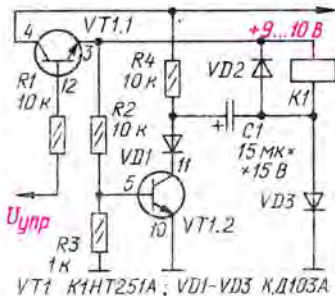 4 VT1.1 +9...10 В
3
R1 10 к 12 R4 10 к VD2 K1
R2 10 к + C1
VD1 11 15 МК×
×15 В
Uупр 5 VD3
10 VT1.2
R3 1 к
VT1 К1НТ251А; VD1-VD3 КД103А